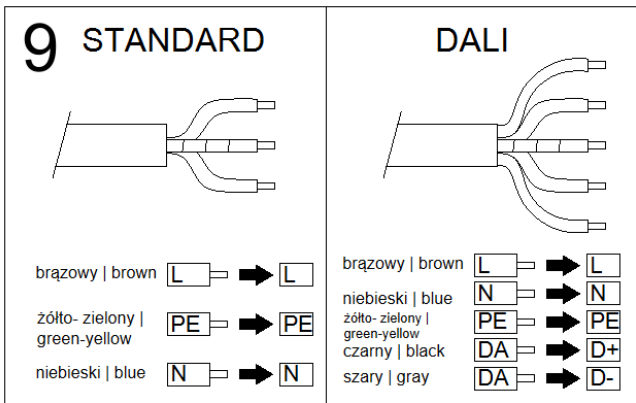 9 STANDARD
brązowy | brown L L
żółto- zielony |
green-yellow PE PE
niebieski | blue N N
DALI
brązowy | brown L L
niebieski | blue N N
żółto- zielony |
green-yellow PE PE
czarny | black DA D+
szary | gray DA D-